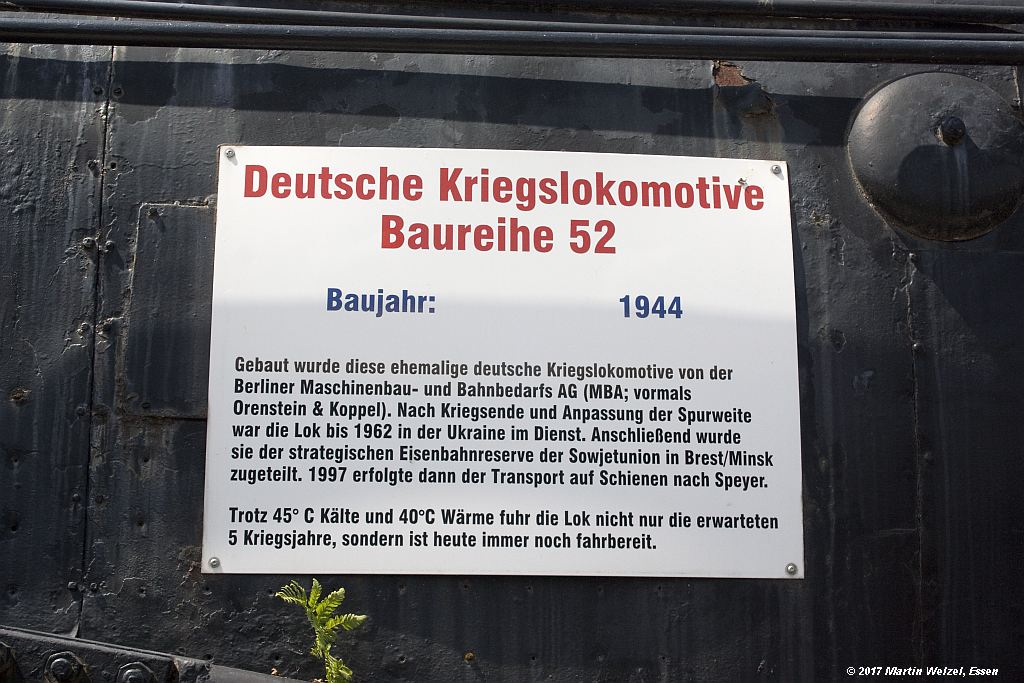 Deutsche Kriegslokomotive
Baureihe 52
Baujahr: 1944
Gebaut wurde diese ehemalige deutsche Kriegslokomotive von der
Berliner Maschinenbau- und Bahnbedarfs AG (MBA; vormals
Orenstein & Koppel). Nach Kriegsende und Anpassung der Spurweite
war die Lok bis 1962 in der Ukraine im Dienst. Anschließend wurde
sie der strategischen Eisenbahnreserve der Sowjetunion in Brest/Minsk
zugeteilt. 1997 erfolgte dann der Transport auf Schienen nach Speyer.
Trotz 45° C Kälte und 40°C Wärme fuhr die Lok nicht nur die erwarteten
5 Kriegsjahre, sondern ist heute immer noch fahrbereit.
© 2017 Martin Welzel, Essen